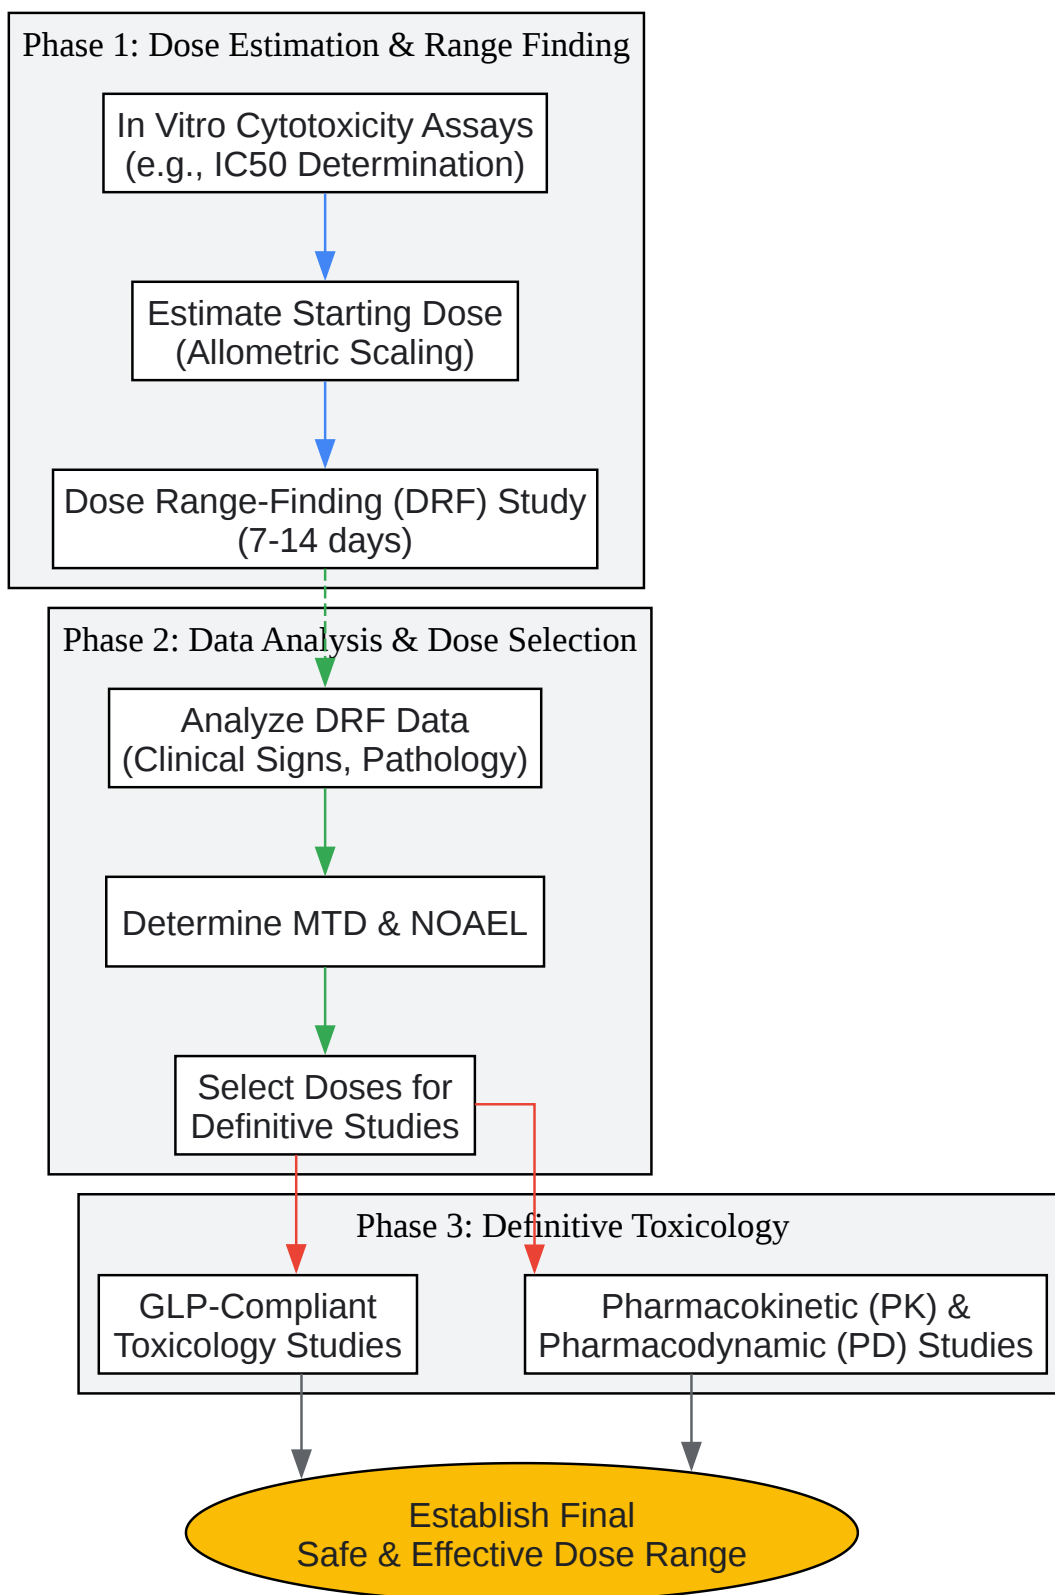 Phase 1: Dose Estimation & Range Finding
In Vitro Cytotoxicity Assays
(e.g., IC50 Determination)
Estimate Starting Dose
(Allometric Scaling)
Dose Range-Finding (DRF) Study
(7-14 days)
Phase 2: Data Analysis & Dose Selection
Analyze DRF Data
(Clinical Signs, Pathology)
Determine MTD & NOAEL
Select Doses for
Definitive Studies
Phase 3: Definitive Toxicology
GLP-Compliant
Toxicology Studies
Pharmacokinetic (PK) &
Pharmacodynamic (PD) Studies
Establish Final
Safe & Effective Dose Range